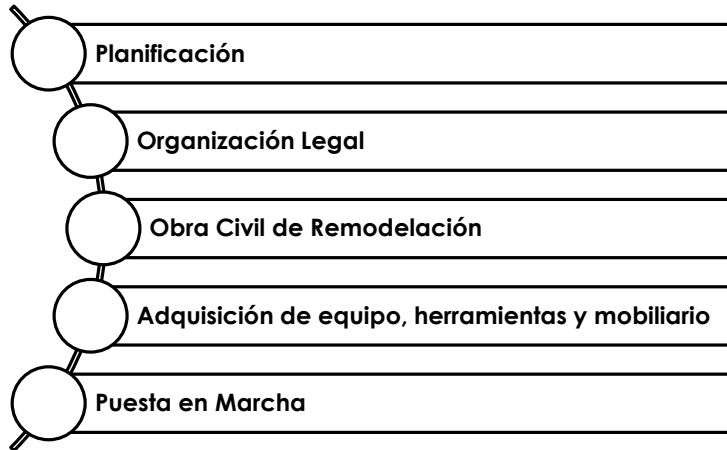 Planificación
Organización Legal
Obra Civil de Remodelación
Adquisición de equipo, herramientas y mobiliario
Puesta en Marcha